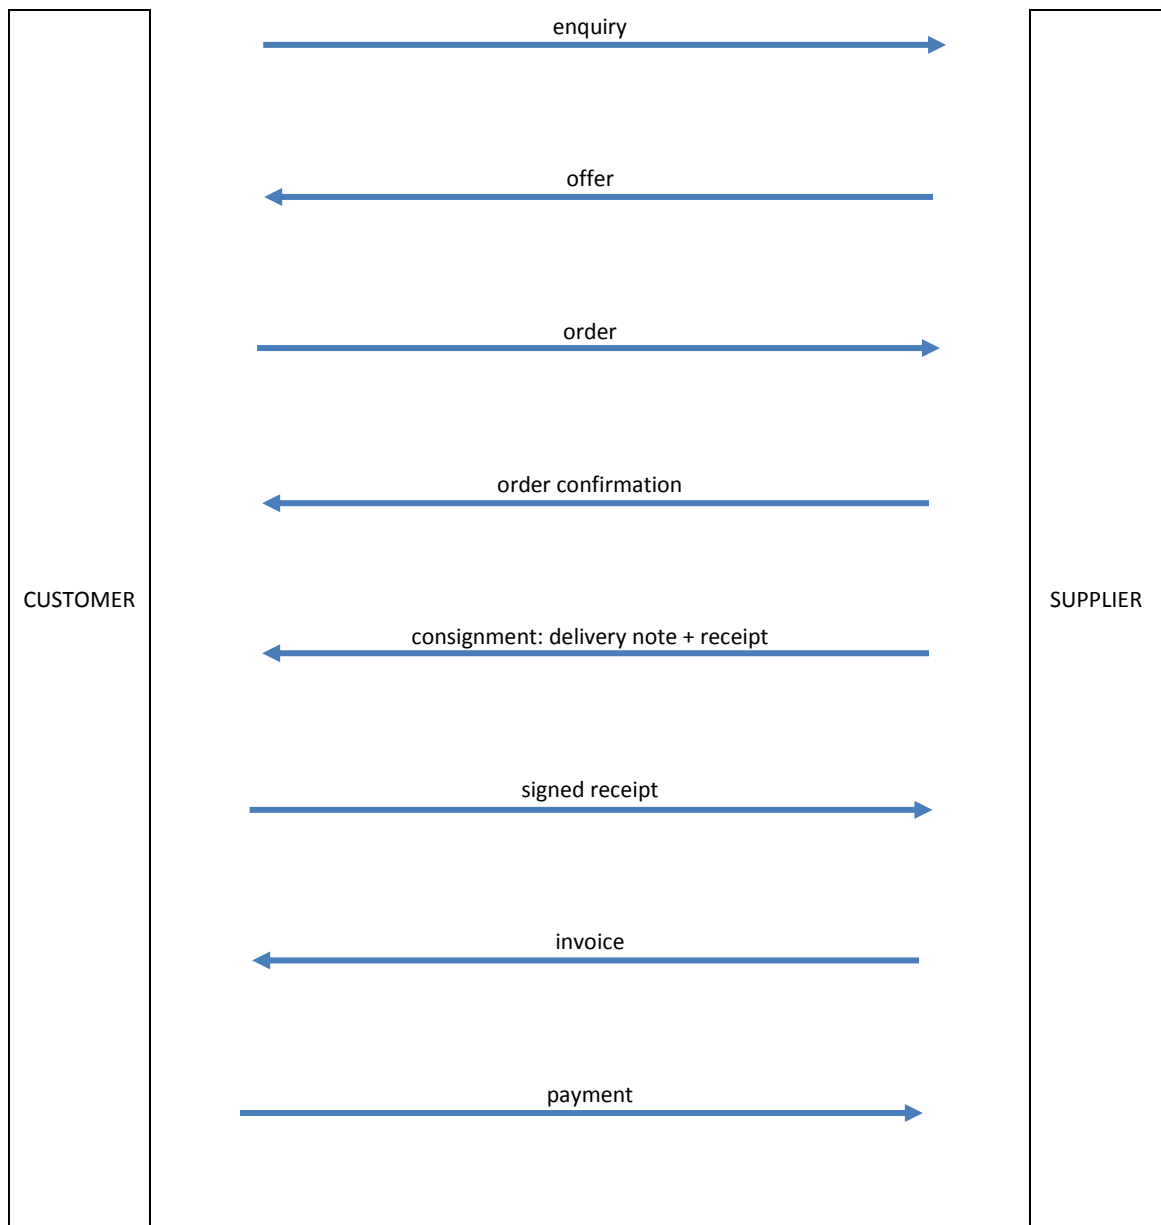 enquiry
offer
order
order confirmation
CUSTOMER
SUPPLIER
consignment: delivery note + receipt
signed receipt
invoice
payment